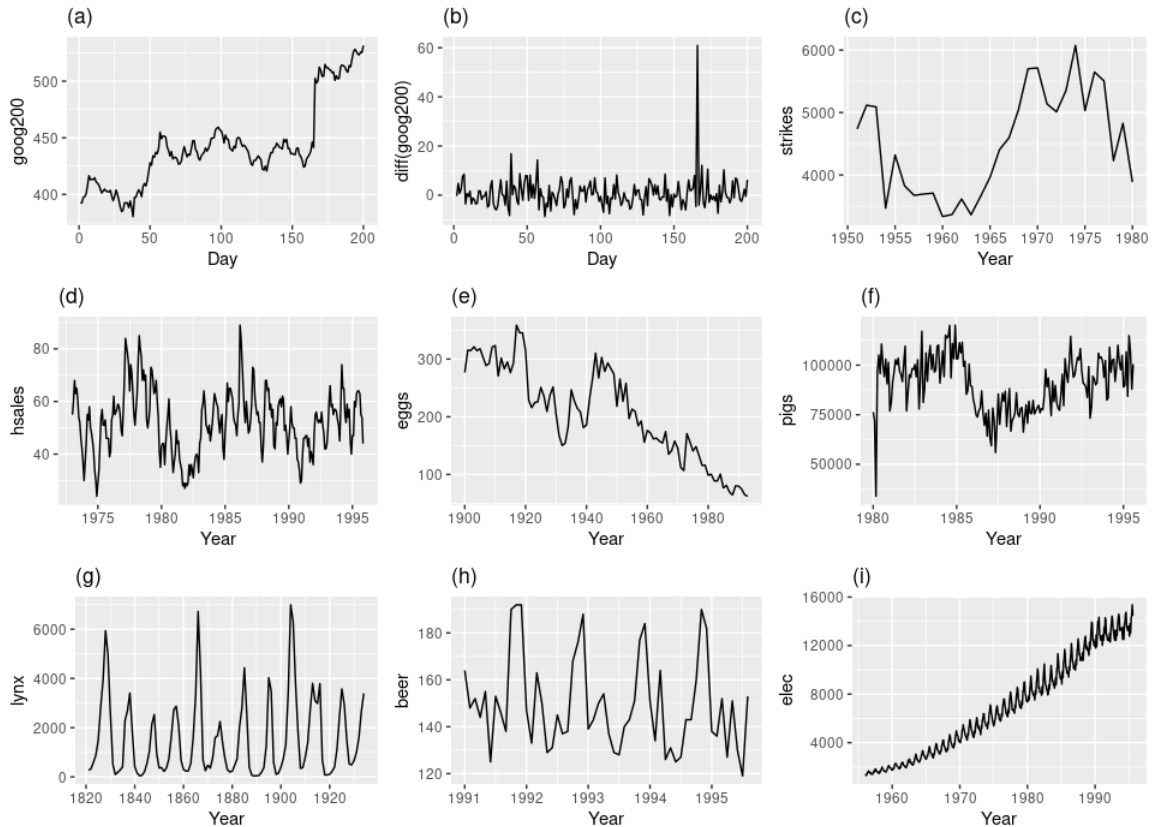 (a)
goog200
500
450
400
0 50 100 150 200
Day
(b)
diff(goog200)
60
40
20
0
0 50 100 150 200
Day
(c)
strikes
6000
5000
4000
1950 1955 1960 1965 1970 1975 1980
Year
(d)
hsales
80
60
40
1975 1980 1985 1990 1995
Year
(e)
eggs
300
200
100
1900 1920 1940 1960 1980
Year
(f)
pigs
100000
75000
50000
1980 1985 1990 1995
Year
(g)
lynx
6000
4000
2000
0
1820 1840 1860 1880 1900 1920
Year
(h)
beer
180
160
140
120
1991 1992 1993 1994 1995
Year
(i)
elec
16000
12000
8000
4000
1960 1970 1980 1990
Year